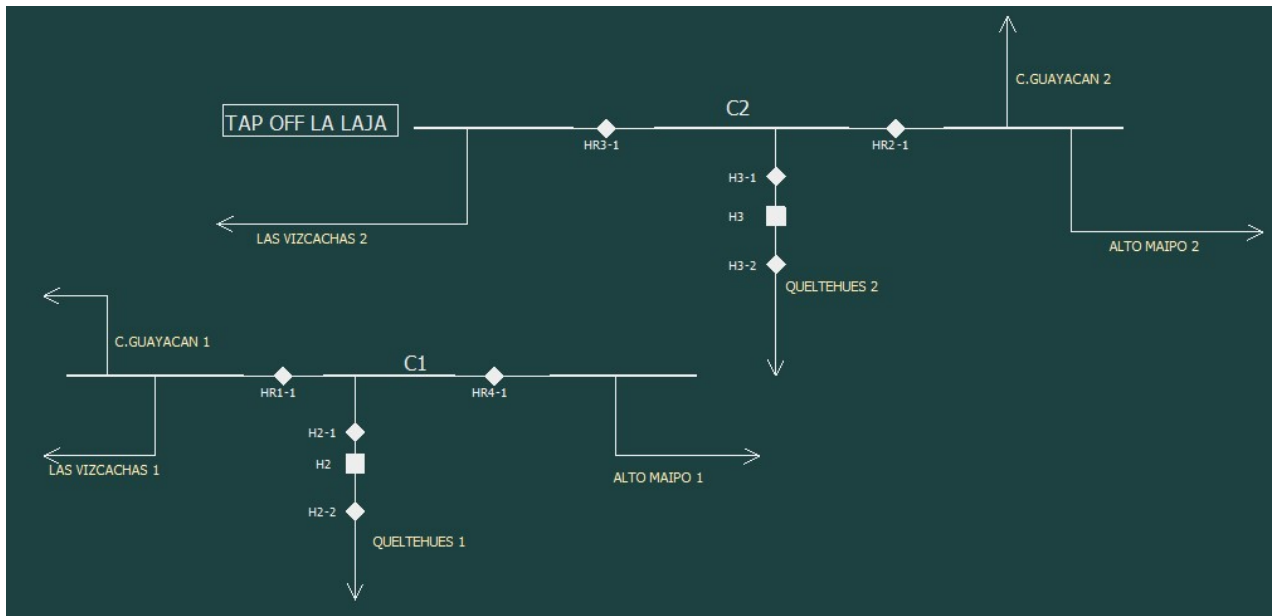 C.GUAYACAN 2
C2
TAP OFF LA LAJA
HR3-1
HR2-1
H3-1
H3
LAS VIZCACHAS 2
ALTO MAIPO 2
H3-2
QUELTEHUES 2
C.GUAYACAN 1
C1
HR1-1
HR4-1
H2-1
H2
LAS VIZCACHAS 1
ALTO MAIPO 1
H2-2
QUELTEHUES 1